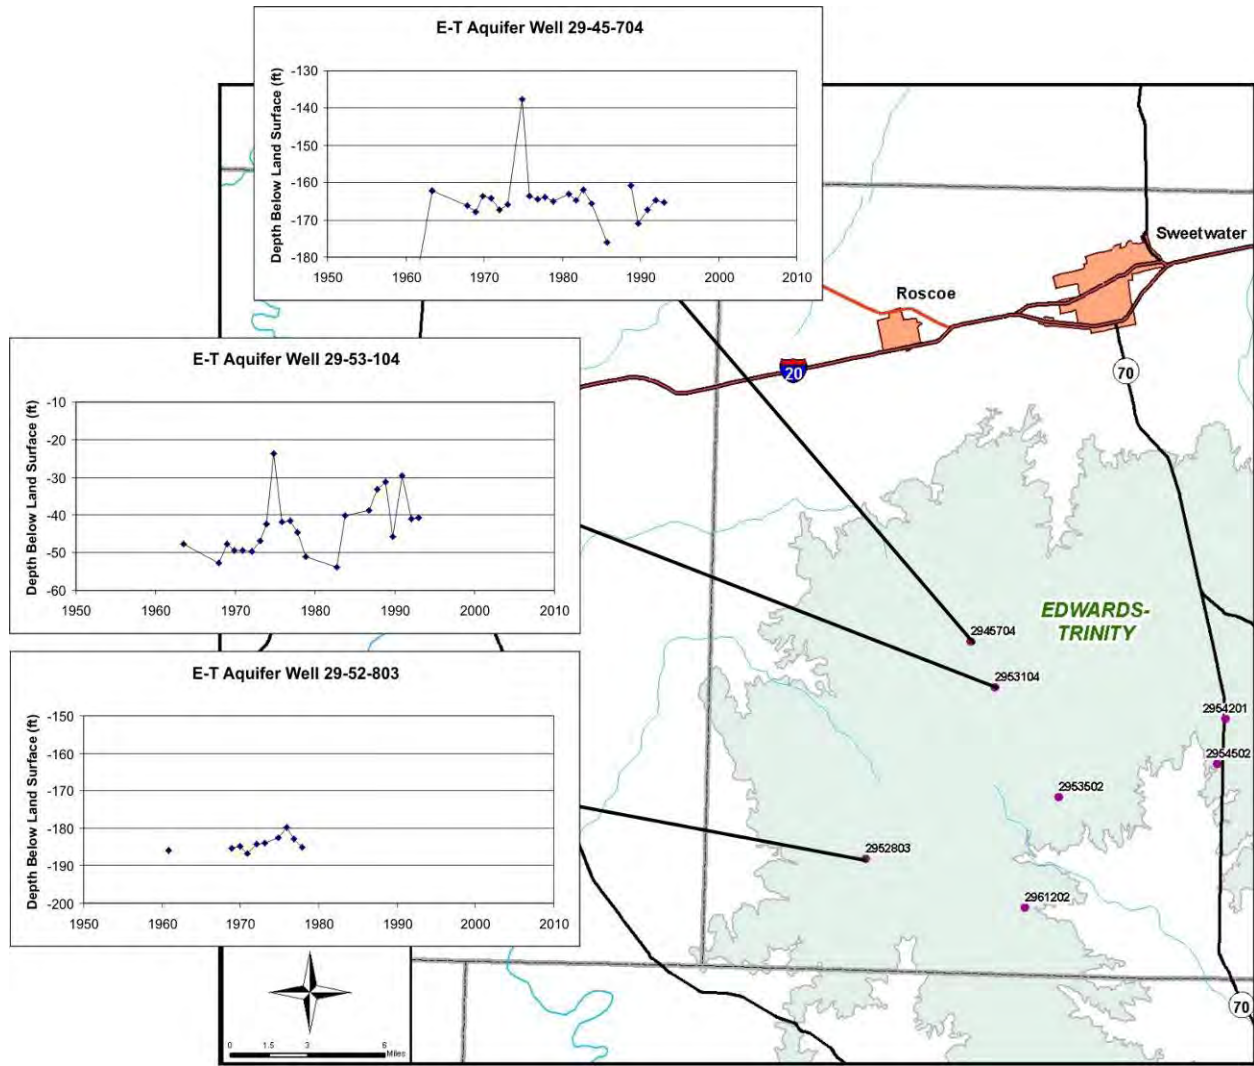 E-T Aquifer Well 29-45-704
Depth Below Land Surface (ft)
-130
-140
-150
-160
-170
-180
1950 1960 1970 1980 1990 2000 2010
Sweetwater
Roscoe
20
70
E-T Aquifer Well 29-53-104
Depth Below Land Surface (ft)
-10
-20
-30
-40
-50
-60
1950 1960 1970 1980 1990 2000 2010
EDWARDS-
TRINITY
2945704
2953104
2954201
2954502
2953502
2952803
2961202
E-T Aquifer Well 29-52-803
Depth Below Land Surface (ft)
-150
-160
-170
-180
-190
-200
1950 1960 1970 1980 1990 2000 2010
70
0 1.5 3 6
Miles